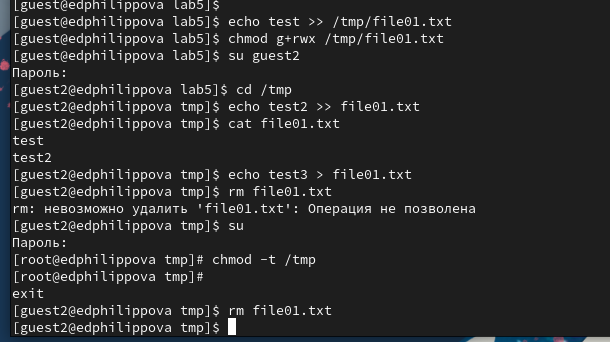 [guest@edphilippova lab5]$
[guest@edphilippova lab5]$ echo test >> /tmp/file01.txt
[guest@edphilippova lab5]$ chmod g+rwx /tmp/file01.txt
[guest@edphilippova lab5]$ su guest2
Пароль:
[guest2@edphilippova lab5]$ cd /tmp
[guest2@edphilippova tmp]$ echo test2 >> file01.txt
[guest2@edphilippova tmp]$ cat file01.txt
test
test2
[guest2@edphilippova tmp]$ echo test3 > file01.txt
[guest2@edphilippova tmp]$ rm file01.txt
rm: невозможно удалить 'file01.txt': Операция не позволена
[guest2@edphilippova tmp]$ su
Пароль:
[root@edphilippova tmp]# chmod -t /tmp
[root@edphilippova tmp]#
exit
[guest2@edphilippova tmp]$ rm file01.txt
[guest2@edphilippova tmp]$